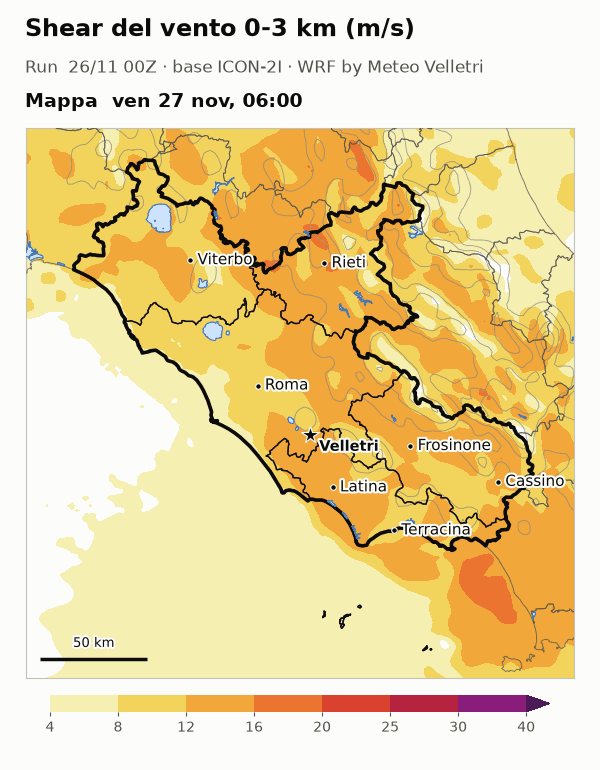 Shear del vento 0-3 km (m/s)
Run  26/11 00Z · base ICON-2I · WRF by Meteo Velletri
Mappa  ven 27 nov, 06:00
Viterbo
Rieti
Roma
Velletri
Frosinone
Cassino
Latina
Terracina
50 km
4 8 12 16 20 25 30 40